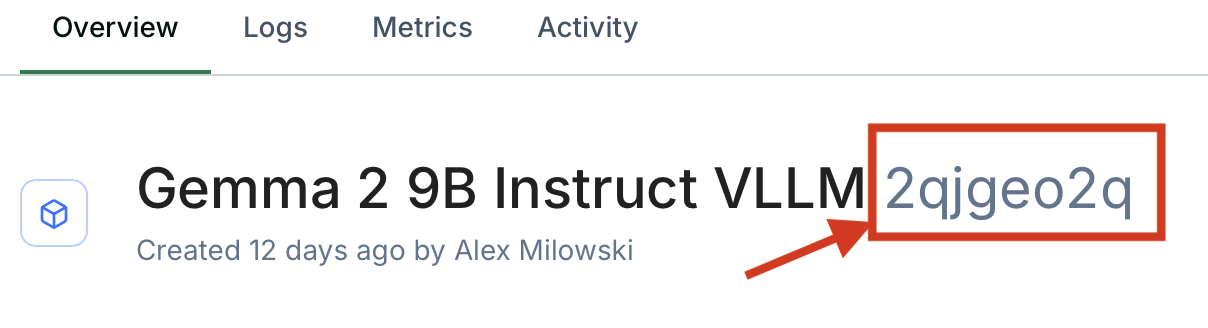 Overview Logs Metrics Activity
Gemma 2 9B Instruct VLLM 2qjgeo2q
Created 12 days ago by Alex Milowski